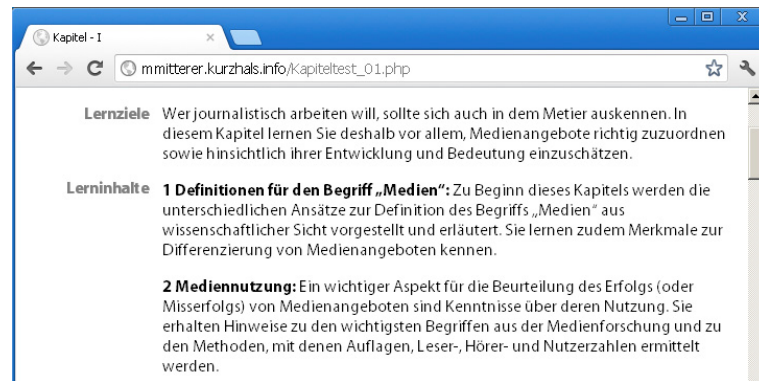 Kapitel - I
mmitterer.kurzhals.info/Kapiteltest_01.php
Lernziele Wer journalistisch arbeiten will, sollte sich auch in dem Metier auskennen. In
diesem Kapitel lernen Sie deshalb vor allem, Medienangebote richtig zuzuordnen
sowie hinsichtlich ihrer Entwicklung und Bedeutung einzuschätzen.
Lerninhalte 1 Definitionen für den Begriff „Medien“: Zu Beginn dieses Kapitels werden die
unterschiedlichen Ansätze zur Definition des Begriffs „Medien“ aus
wissenschaftlicher Sicht vorgestellt und erläutert. Sie lernen zudem Merkmale zur
Differenzierung von Medienangeboten kennen.
2 Mediennutzung: Ein wichtiger Aspekt für die Beurteilung des Erfolgs (oder
Misserfolgs) von Medienangeboten sind Kenntnisse über deren Nutzung. Sie
erhalten Hinweise zu den wichtigsten Begriffen aus der Medienforschung und zu
den Methoden, mit denen Auflagen, Leser-, Hörer- und Nutzerzahlen ermittelt
werden.